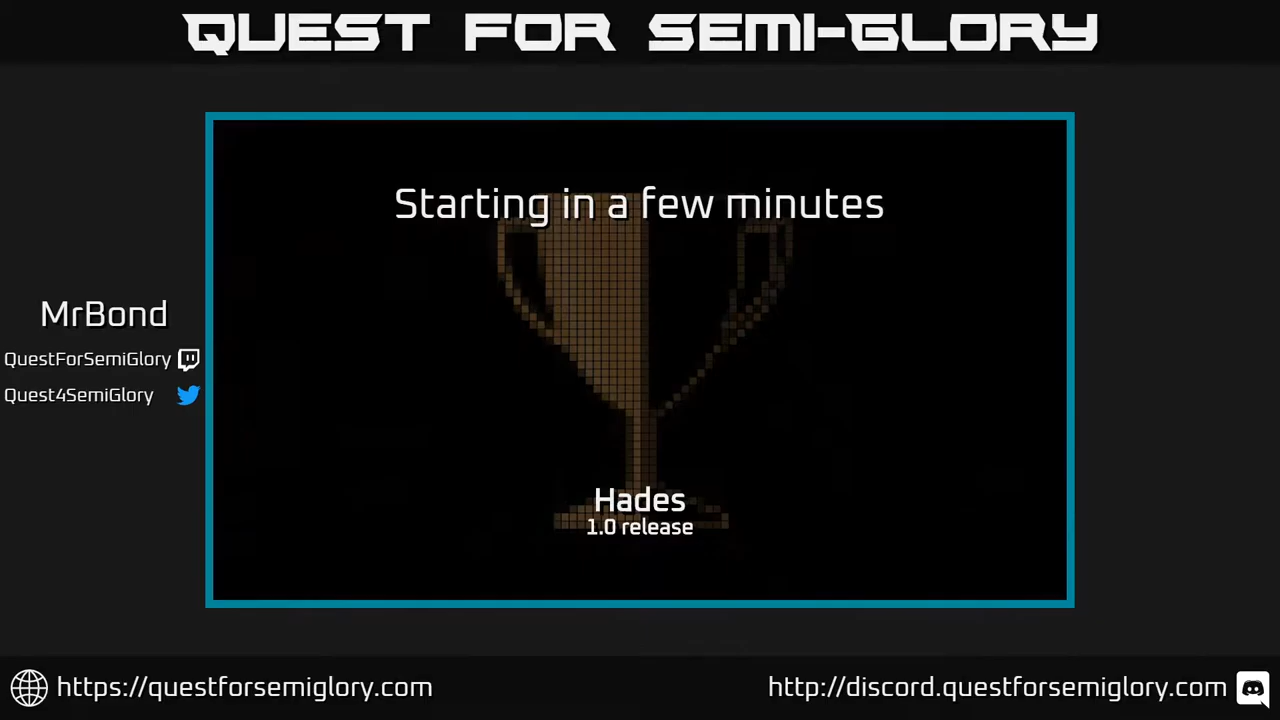 QUEST FOR SEMI-GLORY
Starting in a few minutes
MrBond
QuestForSemiGlory
Quest4SemiGlory
Hades
1.0 release
https://questforsemiglory.com
http://discord.questforsemiglory.com